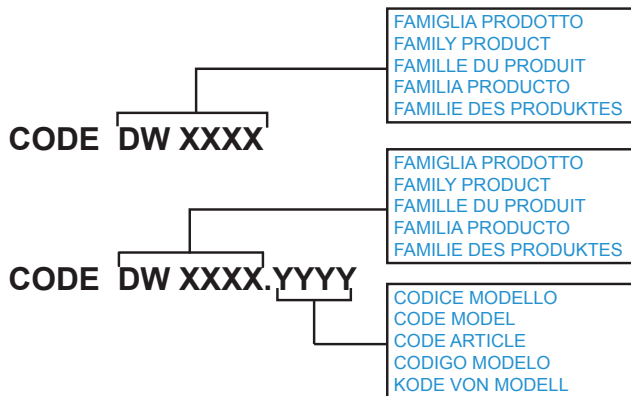 FAMIGLIA PRODOTTO
FAMILY PRODUCT
FAMILLE DU PRODUIT
FAMILIA PRODUCTO
FAMILIE DES PRODUKTES
CODE DW XXXX
FAMIGLIA PRODOTTO
FAMILY PRODUCT
FAMILLE DU PRODUIT
FAMILIA PRODUCTO
FAMILIE DES PRODUKTES
CODE DW XXXX.YYYY
CODICE MODELLO
CODE MODEL
CODE ARTICLE
CODIGO MODELO
KODE VON MODELL